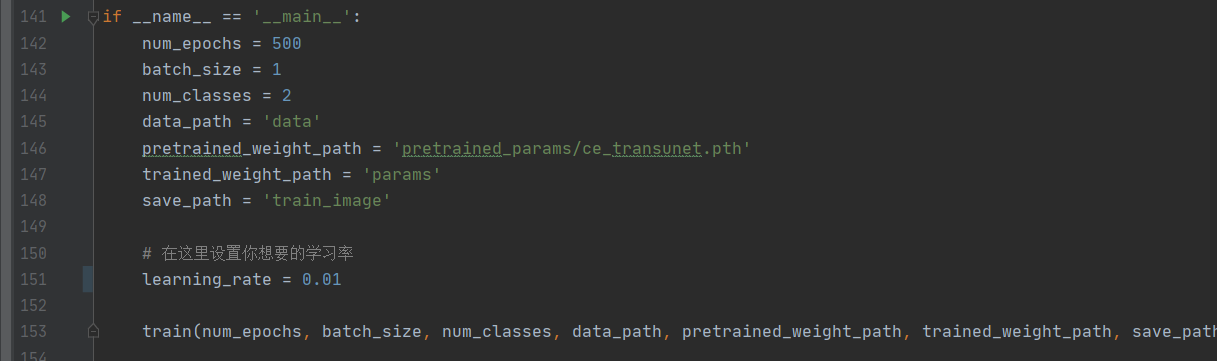 141 if __name__ == '__main__':
142 num_epochs = 500
143 batch_size = 1
144 num_classes = 2
145 data_path = 'data'
146 pretrained_weight_path = 'pretrained_params/ce_transunet.pth'
147 trained_weight_path = 'params'
148 save_path = 'train_image'
149
150 # 在这里设置你想要的学习率
151 learning_rate = 0.01
152
153 train(num_epochs, batch_size, num_classes, data_path, pretrained_weight_path, trained_weight_path, save_path
154